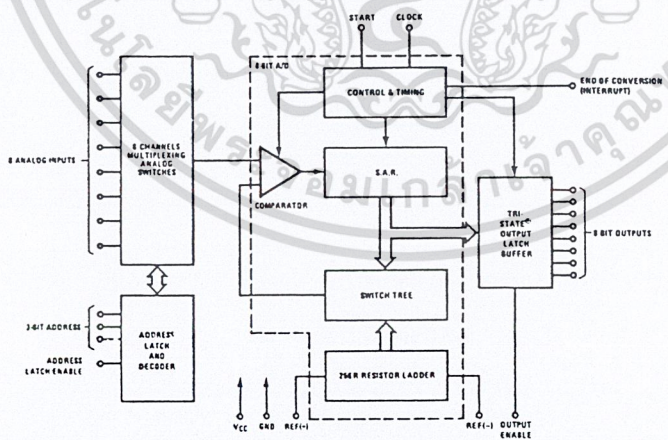 START
CLOCK
8-BIT A/D
CONTROL & TIMING
END OF CONVERSION
(INTERRUPT)
8 ANALOG INPUTS
8 CHANNELS
MULTIPLEXING
ANALOG
SWITCHES
COMPARATOR
S.A.R.
TRI-
STATE®
OUTPUT
LATCH
BUFFER
8-BIT OUTPUTS
SWITCH TREE
3-BIT ADDRESS
ADDRESS
LATCH ENABLE
ADDRESS
LATCH
AND
DECODER
256R RESISTOR LADDER
VCC
GND
REF(-)
REF(-)
OUTPUT
ENABLE